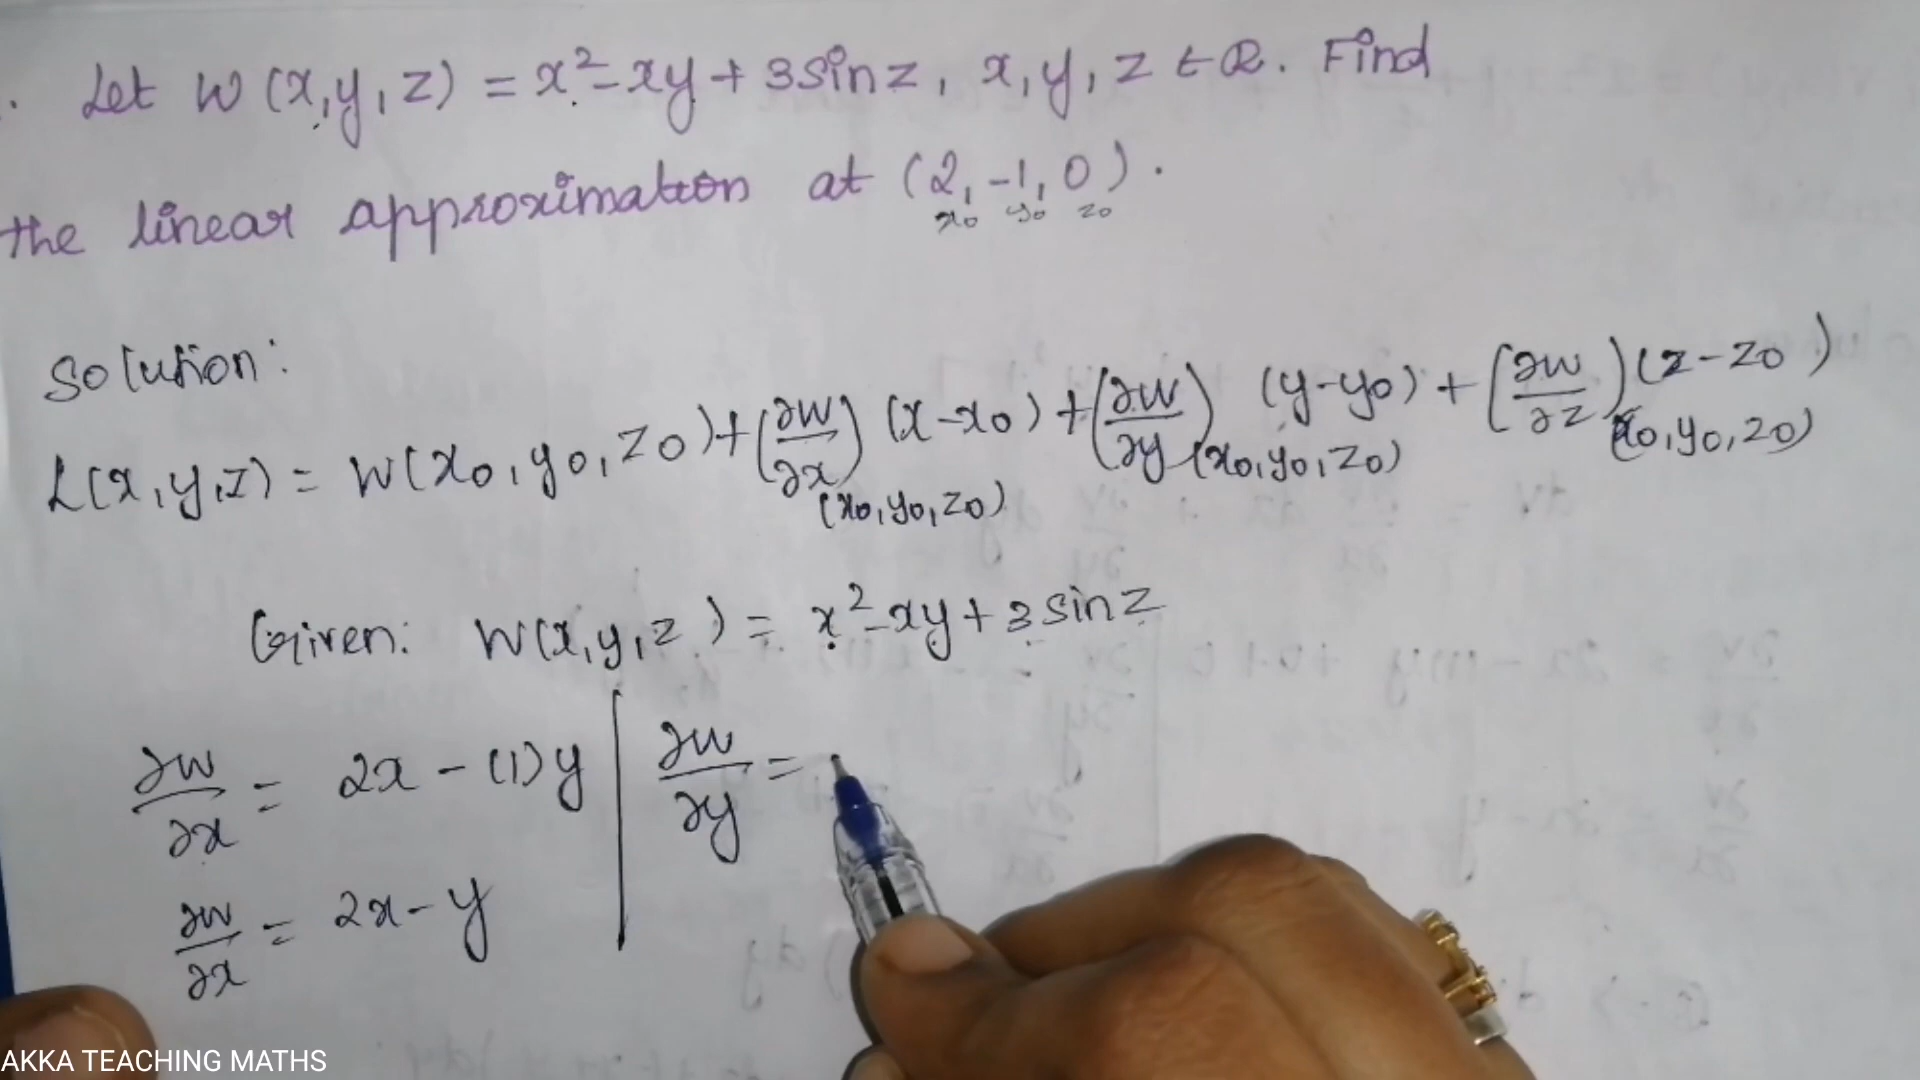 . Let W(x,y,z) = x²-xy+3sinz, x,y,z ∈ R. Find
the linear approximation at (2,-1,0).
x0 y0 z0
Solution:
L(x,y,z) = W(x0,y0,z0)+(∂w/∂x)(x0,y0,z0) (x-x0)+(∂w/∂y)(x0,y0,z0) (y-y0)+(∂w/∂z)(x0,y0,z0) (z-z0)
Given: W(x,y,z) = x²-xy+3sinz
∂w/∂x = 2x-(1)y | ∂w/∂y =
∂w/∂x = 2x-y
AKKA TEACHING MATHS